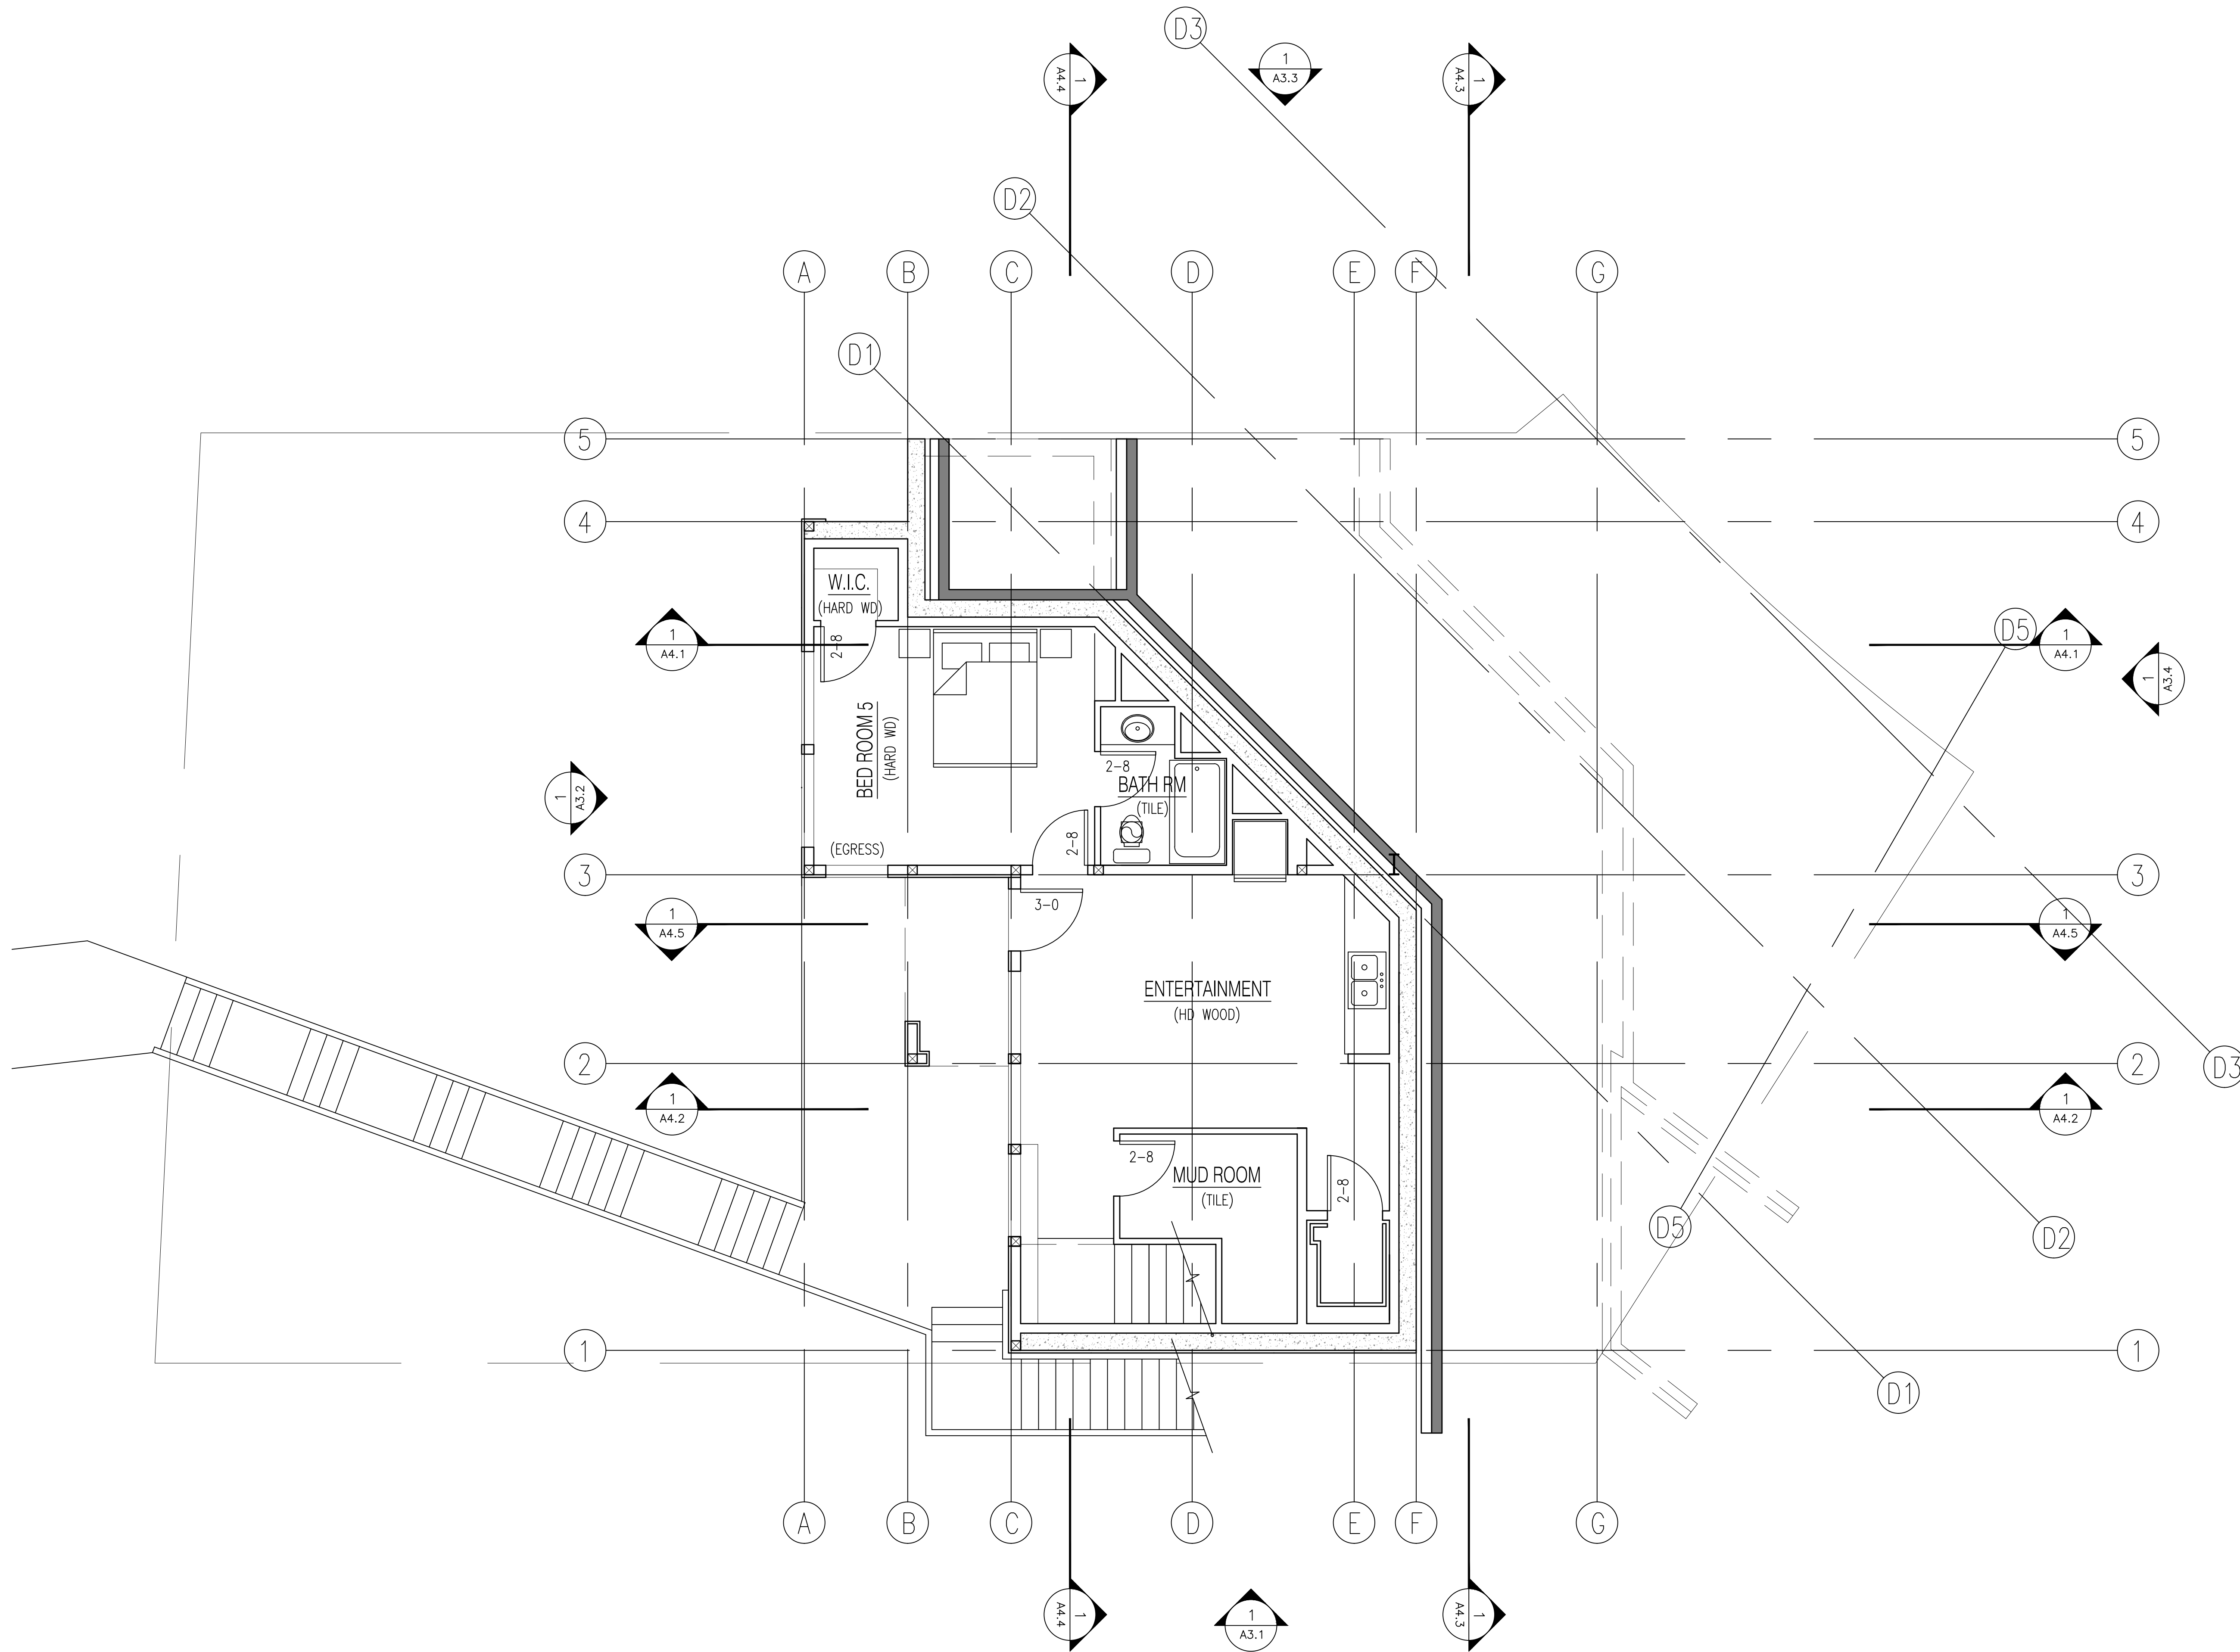 D3
1
A3.3
1
A4.4
1
A4.3
D2
A
B
C
D
E
F
G
D1
5
5
4
4
W.I.C.
(HARD WD)
2-8
1
A4.1
D5
1
A4.1
1
A3.4
BED ROOM 5
(HARD WD)
2-8
BATH RM
(TILE)
1
A3.2
2-8
(EGRESS)
3
3
3-0
1
A4.5
1
A4.5
ENTERTAINMENT
(HD WOOD)
2
2
D3
1
A4.2
1
A4.2
2-8
MUD ROOM
(TILE)
2-8
D5
D2
1
1
D1
A
B
C
D
E
F
G
1
A4.4
1
A3.1
1
A4.3